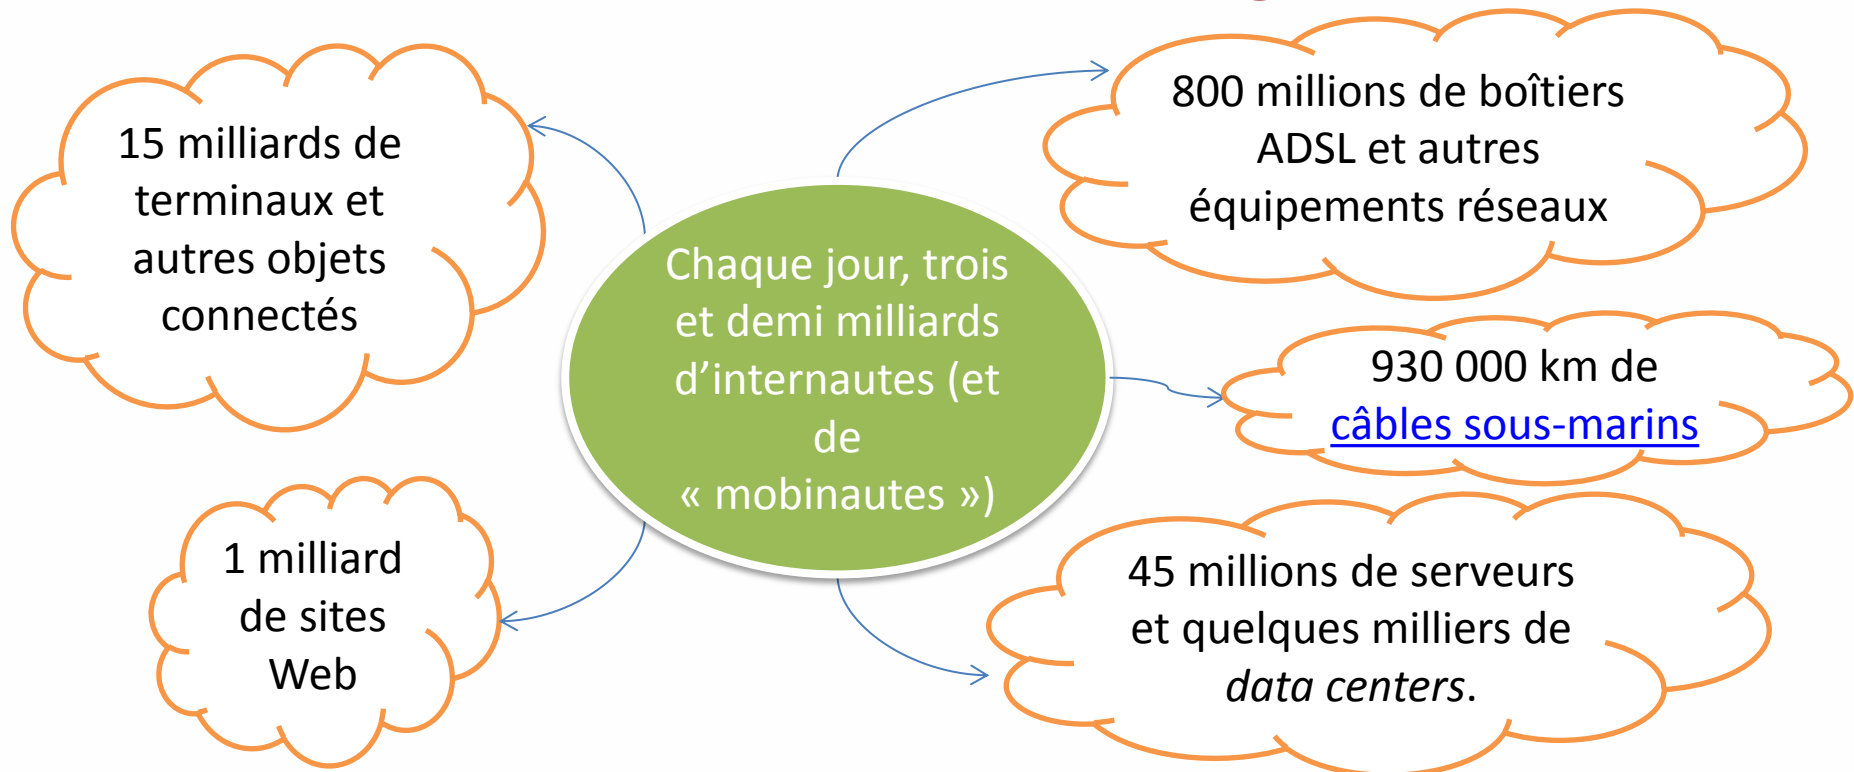 15 milliards de
terminaux et
autres objets
connectés
800 millions de boîtiers
ADSL et autres
équipements réseaux
Chaque jour, trois
et demi milliards
d’internautes (et
de
« mobinautes »)
930 000 km de
câbles sous-marins
1 milliard
de sites
Web
45 millions de serveurs
et quelques milliers de
data centers.